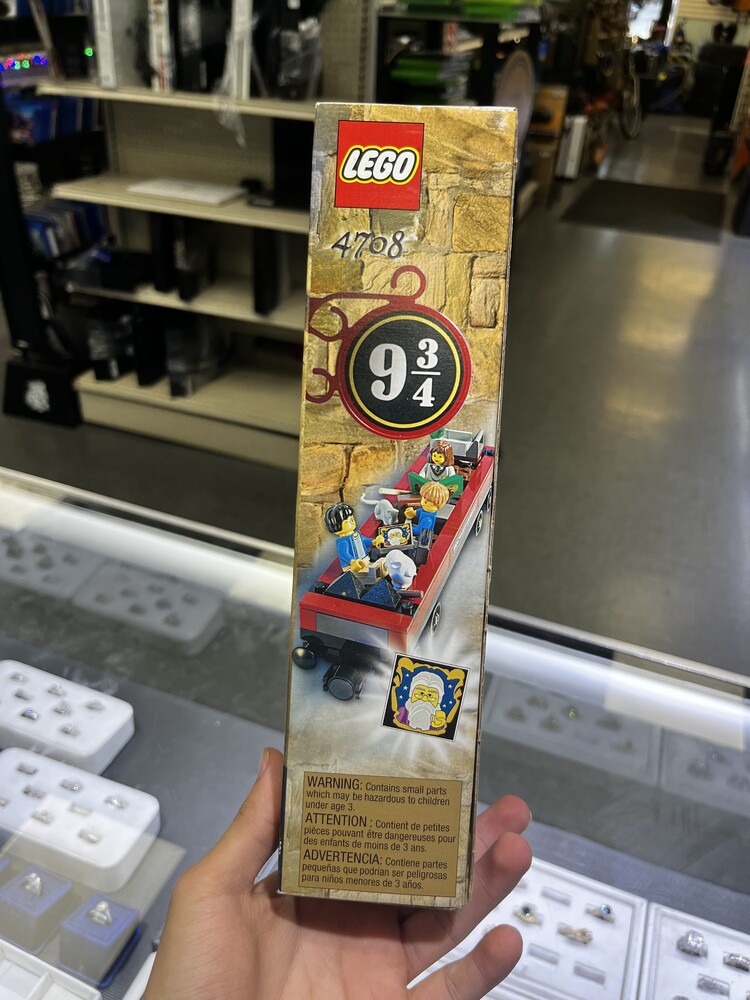 LEGO
4708
9 3/4
WARNING: Contains small parts
which may be hazardous to children
under age 3.
ATTENTION : Contient de petites
pièces pouvant être dangereuses pour
des enfants de moins de 3 ans.
ADVERTENCIA: Contiene partes
pequeñas que podrían ser peligrosas
para niños menores de 3 años.